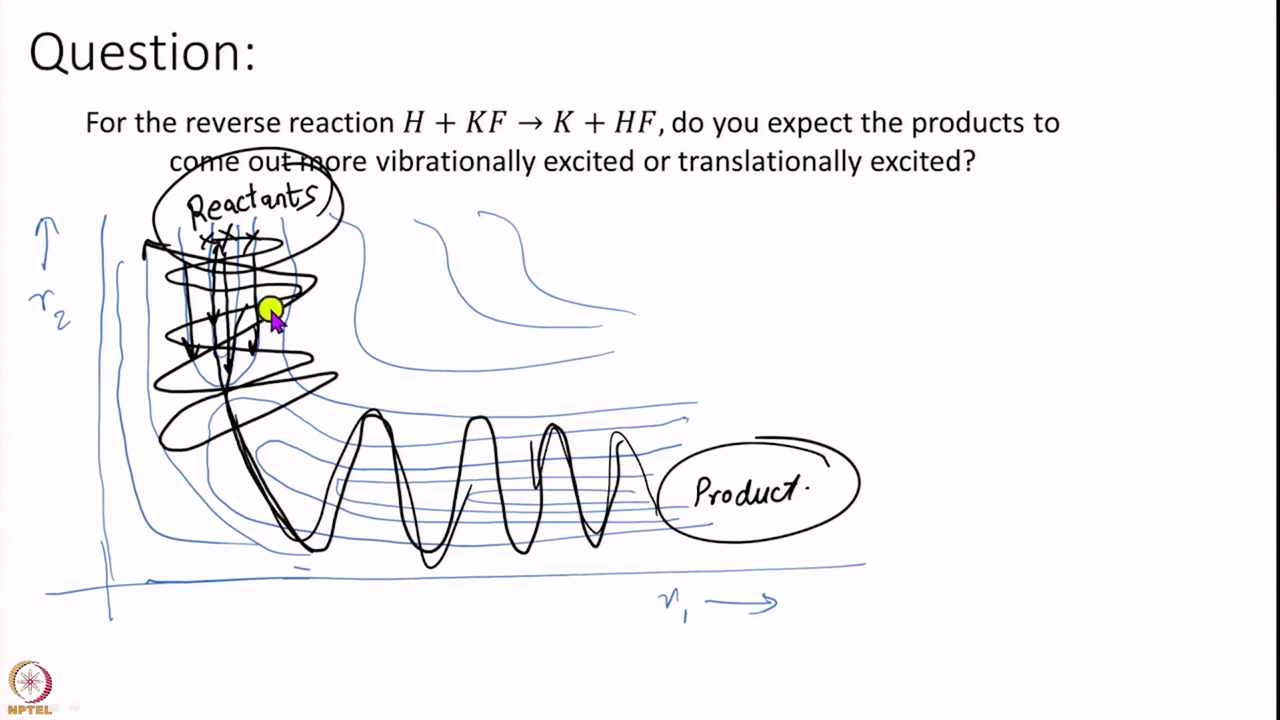 Question:
For the reverse reaction H + KF → K + HF, do you expect the products to
come out more vibrationally excited or translationally excited?
Reactants
r₂
Product.
r₁
NPTEL